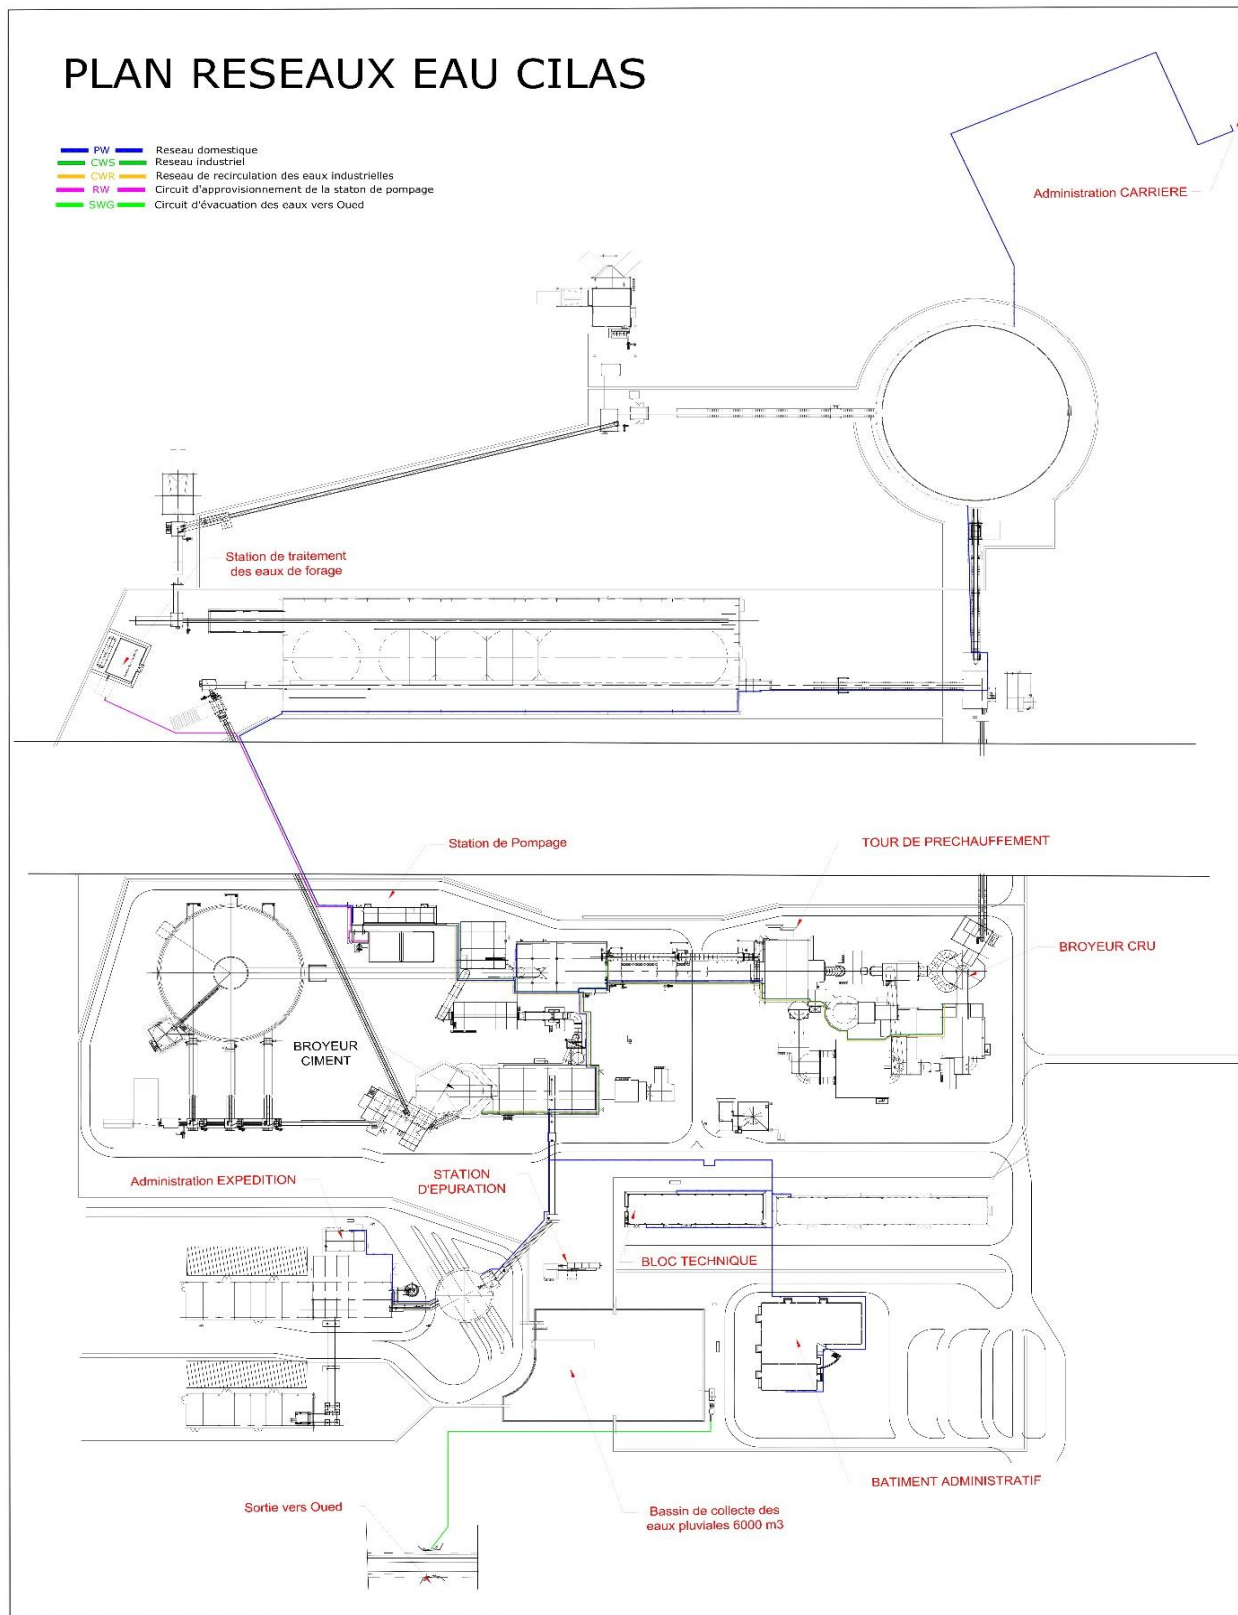 PLAN RESEAUX EAU CILAS
PW Reseau domestique
CWS Reseau industriel
CWR Reseau de recirculation des eaux industrielles
RW Circuit d'approvisionnement de la staton de pompage
SWG Circuit d'évacuation des eaux vers Oued
Administration CARRIERE
Station de traitement
des eaux de forage
Station de Pompage
TOUR DE PRECHAUFFEMENT
BROYEUR CRU
BROYEUR
CIMENT
Administration EXPEDITION
STATION
D'EPURATION
BLOC TECHNIQUE
BATIMENT ADMINISTRATIF
Sortie vers Oued
Bassin de collecte des
eaux pluviales 6000 m3